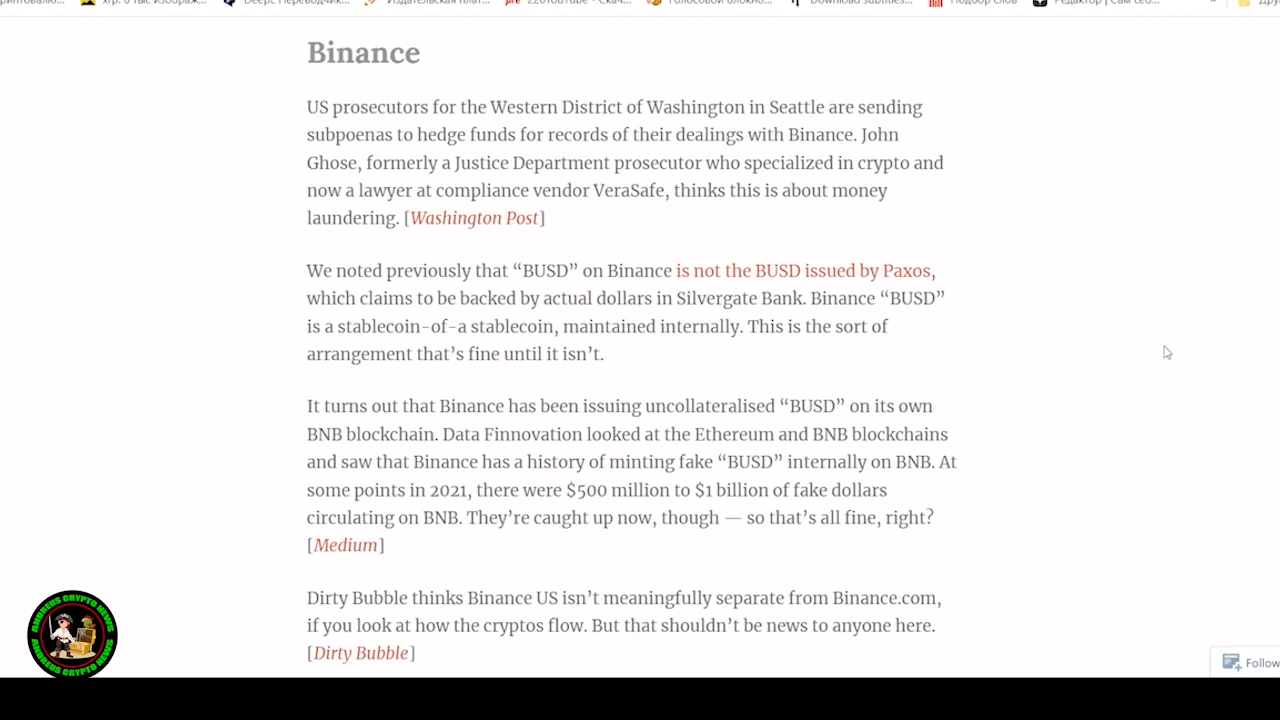 Binance
US prosecutors for the Western District of Washington in Seattle are sending
subpoenas to hedge funds for records of their dealings with Binance. John
Ghose, formerly a Justice Department prosecutor who specialized in crypto and
now a lawyer at compliance vendor VeraSafe, thinks this is about money
laundering. [Washington Post]
We noted previously that “BUSD” on Binance is not the BUSD issued by Paxos,
which claims to be backed by actual dollars in Silvergate Bank. Binance “BUSD”
is a stablecoin-of-a stablecoin, maintained internally. This is the sort of
arrangement that’s fine until it isn’t.
It turns out that Binance has been issuing uncollateralised “BUSD” on its own
BNB blockchain. Data Finnovation looked at the Ethereum and BNB blockchains
and saw that Binance has a history of minting fake “BUSD” internally on BNB. At
some points in 2021, there were $500 million to $1 billion of fake dollars
circulating on BNB. They’re caught up now, though — so that’s all fine, right?
[Medium]
Dirty Bubble thinks Binance US isn’t meaningfully separate from Binance.com,
if you look at how the cryptos flow. But that shouldn’t be news to anyone here.
[Dirty Bubble]
ANDREUS CRYPTO NEWS
ANDREUS CRYPTO NEWS
Follow